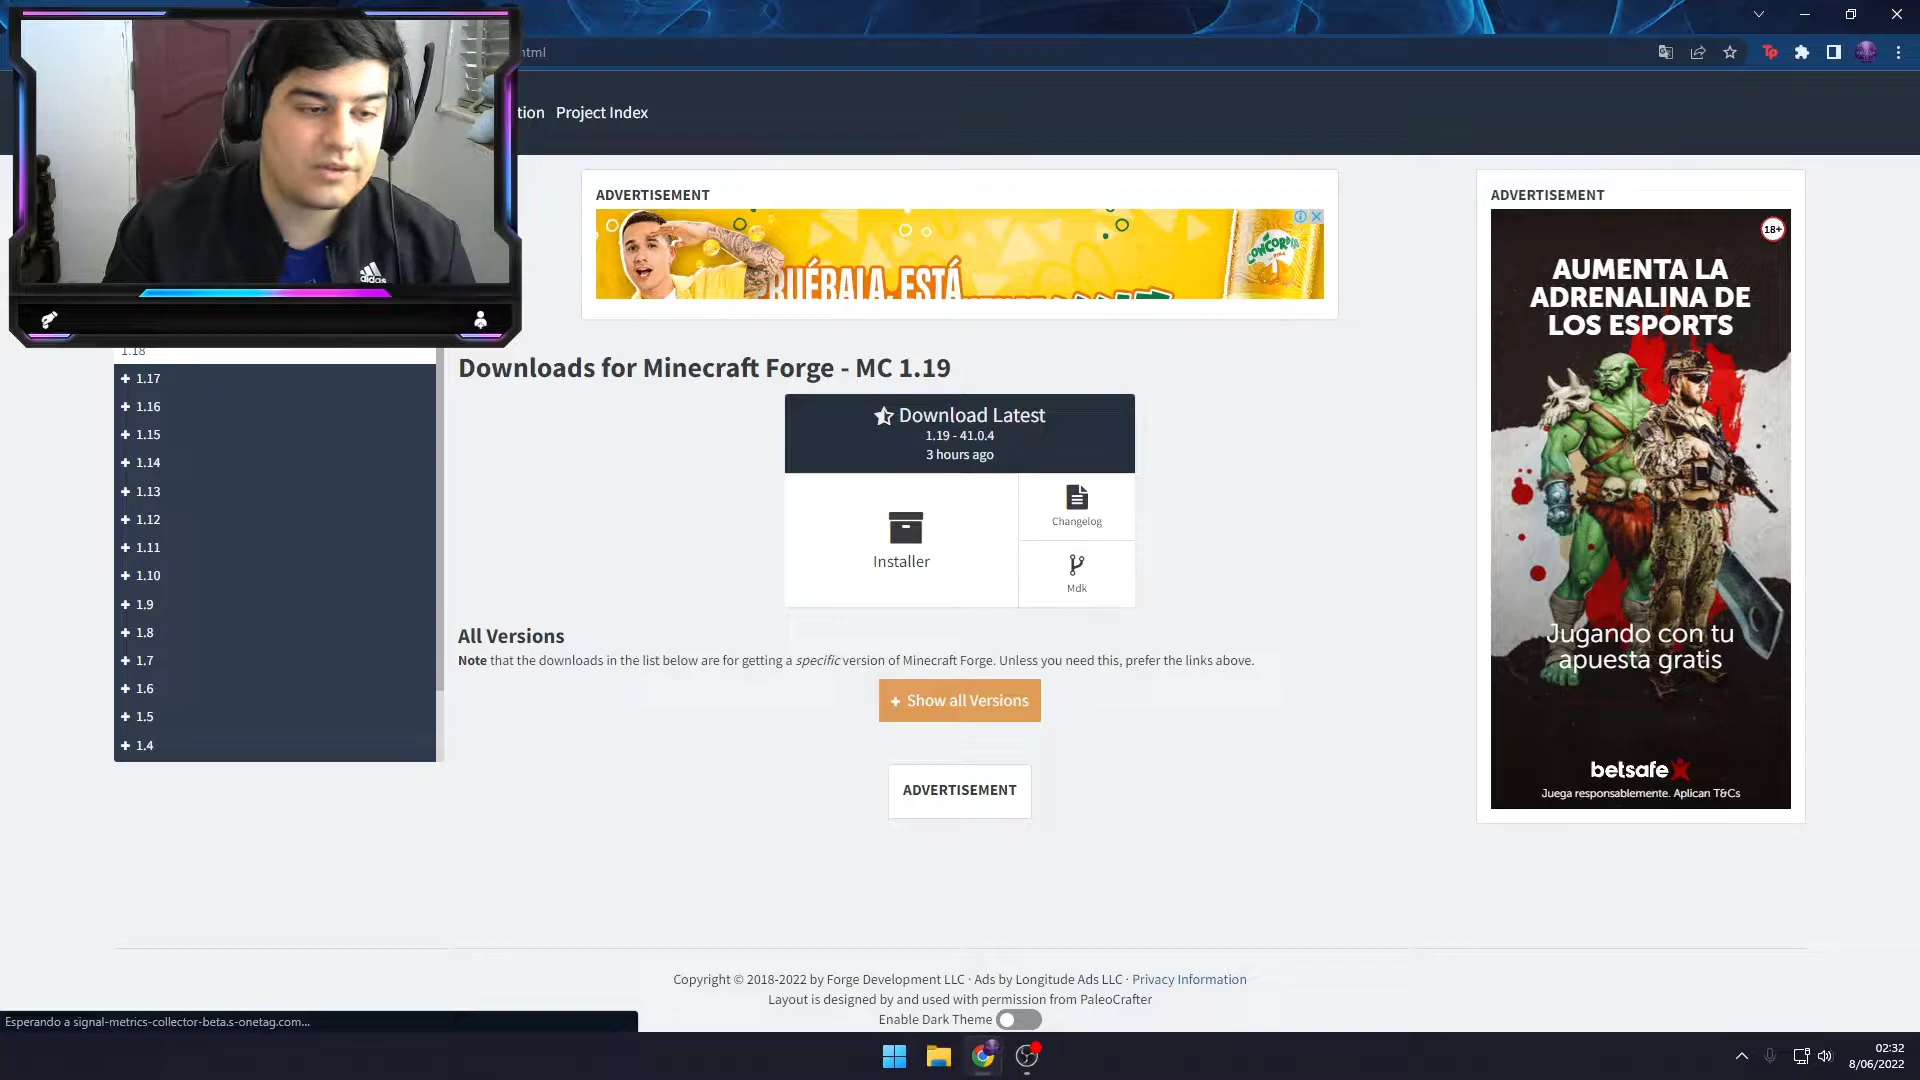 html
tion Project Index
adidas
ADVERTISEMENT
PRUÉBALA, ESTÁ
CONCORDIA
ADVERTISEMENT
18+
AUMENTA LA
ADRENALINA DE
LOS ESPORTS
Jugando con tu
apuesta gratis
betsafe
Juega responsablemente. Aplican T&Cs
1.18
1.17
1.16
1.15
1.14
1.13
1.12
1.11
1.10
1.9
1.8
1.7
1.6
1.5
1.4
Downloads for Minecraft Forge - MC 1.19
Download Latest
1.19 - 41.0.4
3 hours ago
Installer
Changelog
Mdk
All Versions
Note that the downloads in the list below are for getting a specific version of Minecraft Forge. Unless you need this, prefer the links above.
+ Show all Versions
ADVERTISEMENT
Copyright © 2018-2022 by Forge Development LLC · Ads by Longitude Ads LLC · Privacy Information
Layout is designed by and used with permission from PaleoCrafter
Enable Dark Theme
Esperando a signal-metrics-collector-beta.s-onetag.com...
02:32
8/06/2022